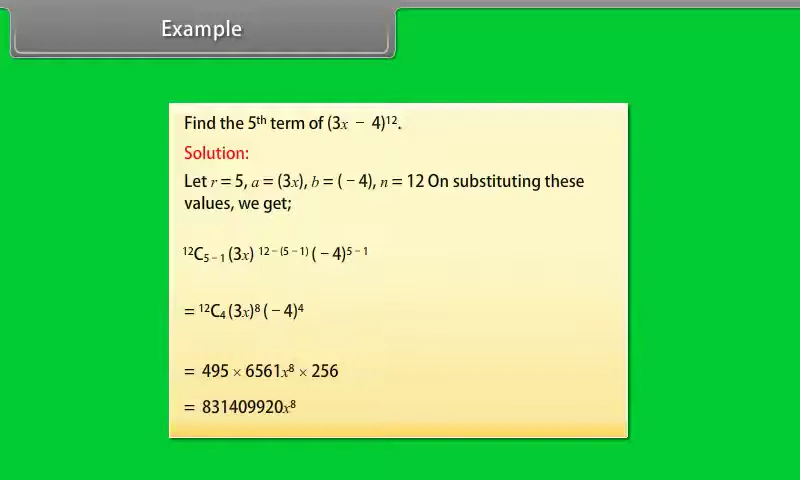 Example
Find the 5th term of (3x − 4)¹².
Solution:
Let r = 5, a = (3x), b = ( − 4), n = 12 On substituting these
values, we get;
¹²C₅₋₁ (3x) ¹²⁻⁽⁵⁻¹⁾ ( − 4)⁵⁻¹
= ¹²C₄ (3x)⁸ ( − 4)⁴
= 495 × 6561x⁸ × 256
= 831409920x⁸